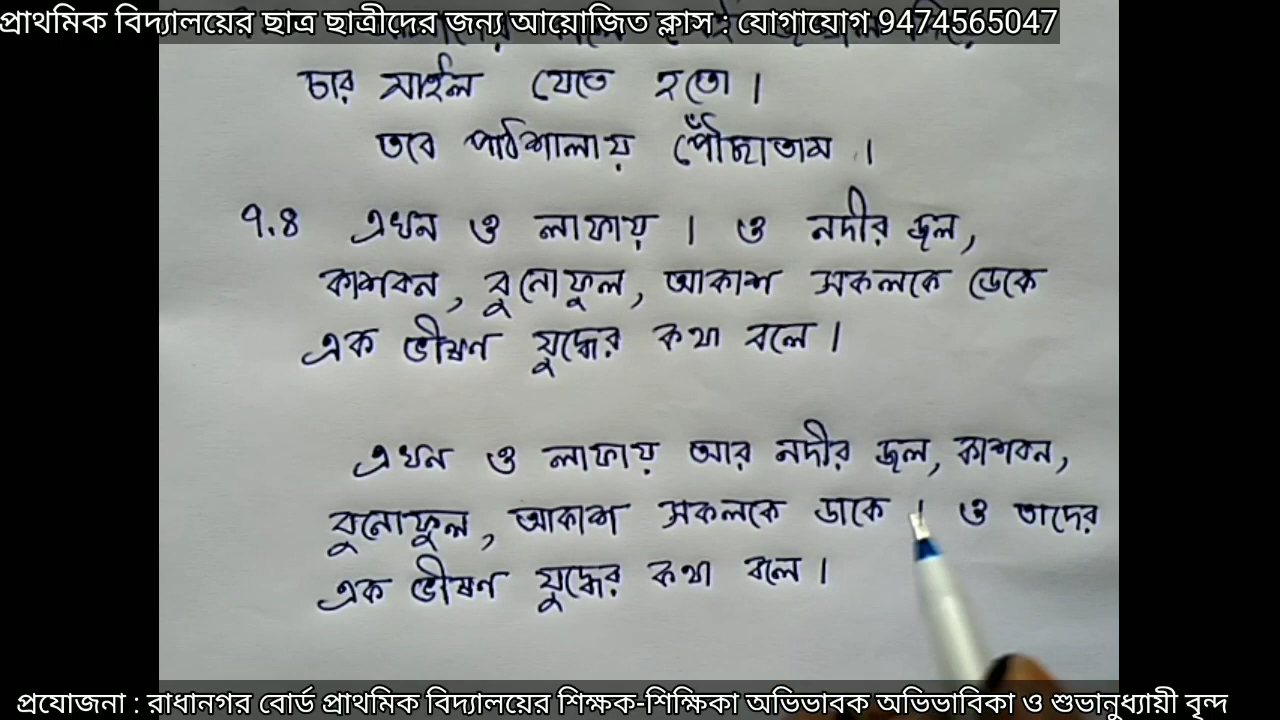 প্রাথমিক বিদ্যালয়ের ছাত্র ছাত্রীদের জন্য আয়োজিত ক্লাস : যোগাযোগ 9474565047
চার মাইল যেতে হতো।
তবে পাঠশালায় পৌঁছাতাম।
৭.৪ এখন ও লাফায়। ও নদীর জল,
কাশবন, বুনোফুল, আকাশ সকলকে ডেকে
এক ভীষণ যুদ্ধের কথা বলে।
এখন ও লাফায় আর নদীর জল, কাশবন,
বুনোফুল, আকাশ সকলকে ডাকে। ও তাদের
এক ভীষণ যুদ্ধের কথা বলে।
প্রযোজনা : রাধানগর বোর্ড প্রাথমিক বিদ্যালয়ের শিক্ষক-শিক্ষিকা অভিভাবক অভিভাবিকা ও শুভানুধ্যায়ী বৃন্দ